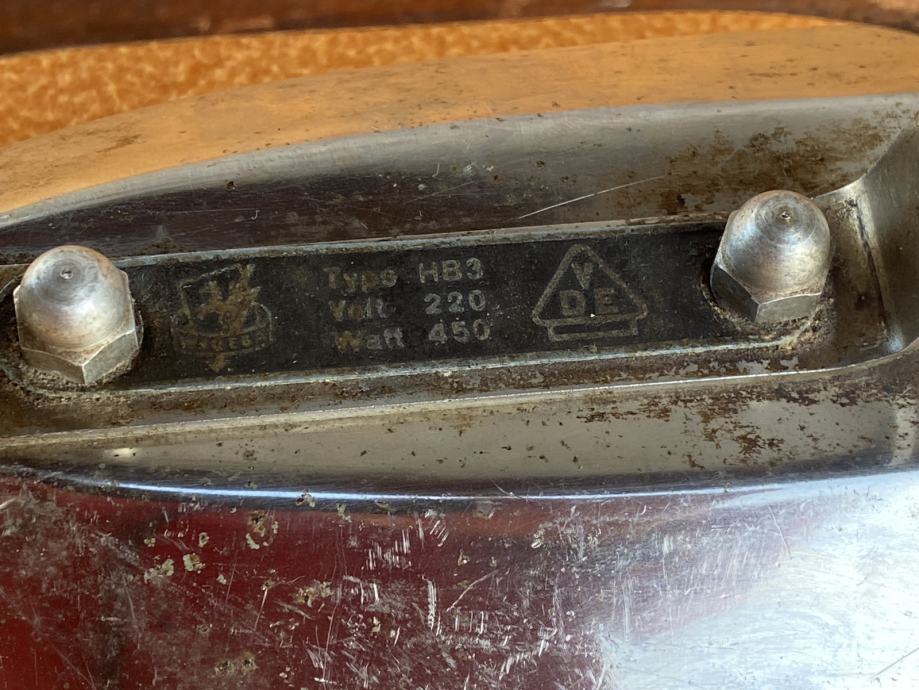 Type HB3
Volt 220
Watt 450
VDE